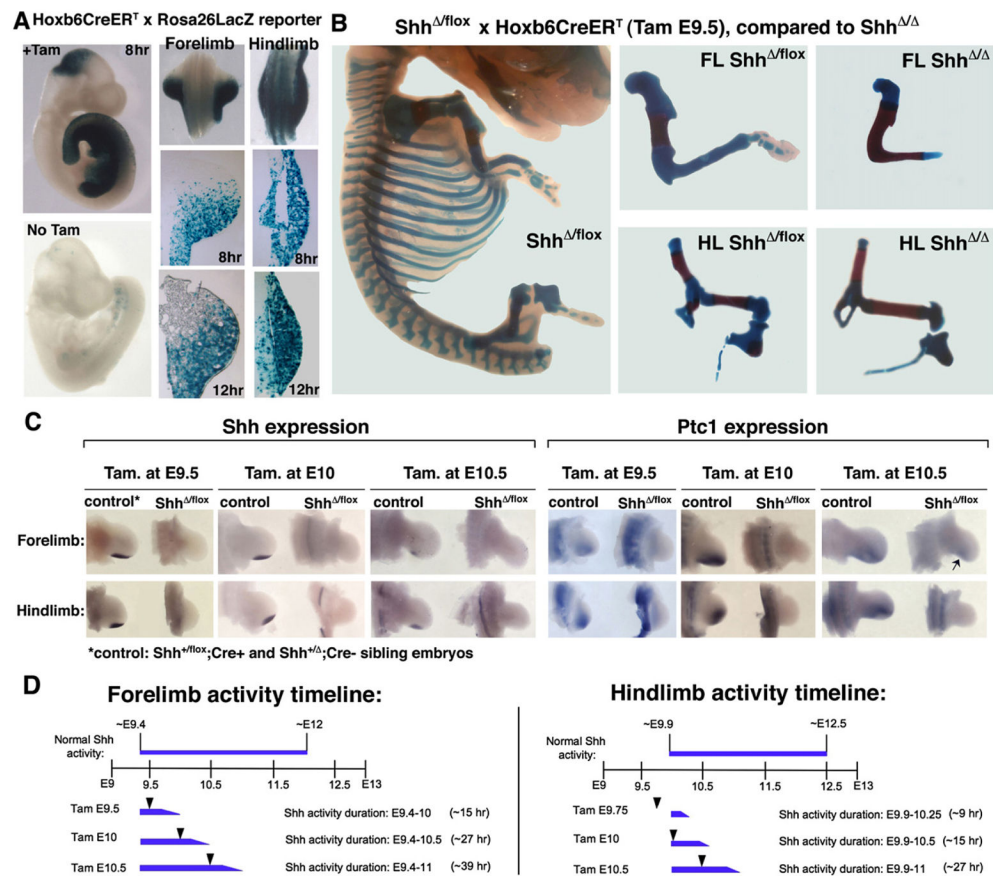 A
Hoxb6CreERᵀ x Rosa26LacZ reporter
+Tam 8hr
Forelimb Hindlimb
8hr 8hr
No Tam
12hr 12hr
B
Shh^Δ/flox x Hoxb6CreERᵀ (Tam E9.5), compared to Shh^Δ/Δ
Shh^Δ/flox
FL Shh^Δ/flox
FL Shh^Δ/Δ
HL Shh^Δ/flox
HL Shh^Δ/Δ
C
Shh expression
Ptc1 expression
Tam. at E9.5 Tam. at E10 Tam. at E10.5 Tam. at E9.5 Tam. at E10 Tam. at E10.5
control* Shh^Δ/flox control Shh^Δ/flox control Shh^Δ/flox control Shh^Δ/flox control Shh^Δ/flox control Shh^Δ/flox
Forelimb:
Hindlimb:
*control: Shh^+/flox;Cre+ and Shh^+/Δ;Cre- sibling embryos
D
Forelimb activity timeline:
~E9.4 ~E12
Normal Shh
activity:
E9 9.5 10.5 11.5 12.5 E13
Tam E9.5 Shh activity duration: E9.4-10 (~15 hr)
Tam E10 Shh activity duration: E9.4-10.5 (~27 hr)
Tam E10.5 Shh activity duration: E9.4-11 (~39 hr)
Hindlimb activity timeline:
~E9.9 ~E12.5
Normal Shh
activity:
E9 9.5 10.5 11.5 12.5 E13
Tam E9.75 Shh activity duration: E9.9-10.25 (~9 hr)
Tam E10 Shh activity duration: E9.9-10.5 (~15 hr)
Tam E10.5 Shh activity duration: E9.9-11 (~27 hr)